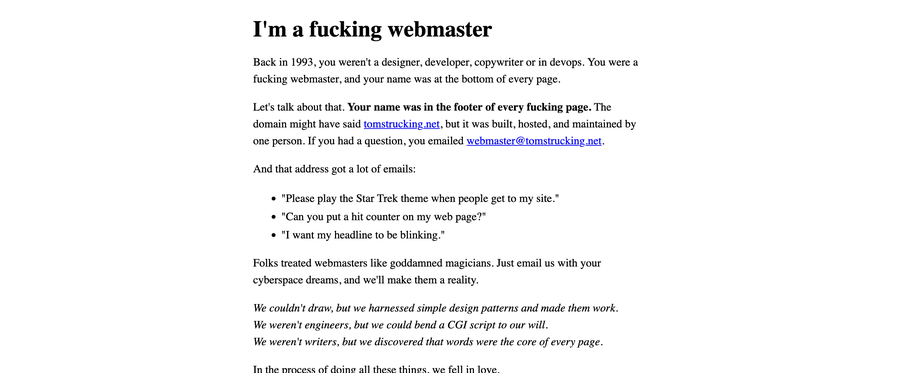 I'm a fucking webmaster
Back in 1993, you weren't a designer, developer, copywriter or in devops. You were a
fucking webmaster, and your name was at the bottom of every page.
Let's talk about that. Your name was in the footer of every fucking page. The
domain might have said tomstrucking.net, but it was built, hosted, and maintained by
one person. If you had a question, you emailed webmaster@tomstrucking.net.
And that address got a lot of emails:
• "Please play the Star Trek theme when people get to my site."
• "Can you put a hit counter on my web page?"
• "I want my headline to be blinking."
Folks treated webmasters like goddamned magicians. Just email us with your
cyberspace dreams, and we'll make them a reality.
We couldn't draw, but we harnessed simple design patterns and made them work.
We weren't engineers, but we could bend a CGI script to our will.
We weren't writers, but we discovered that words were the core of every page.
In the process of doing all these things, we fell in love.